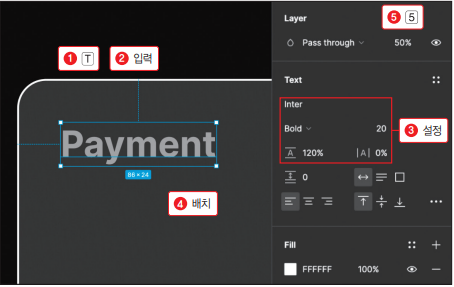 Layer
5 5
Pass through 50%
1 T 2 입력
Text
Inter
Bold 20
3 설정
A 120% |A| 0%
Payment
86 × 24
0
4 배치
Fill
FFFFFF 100%